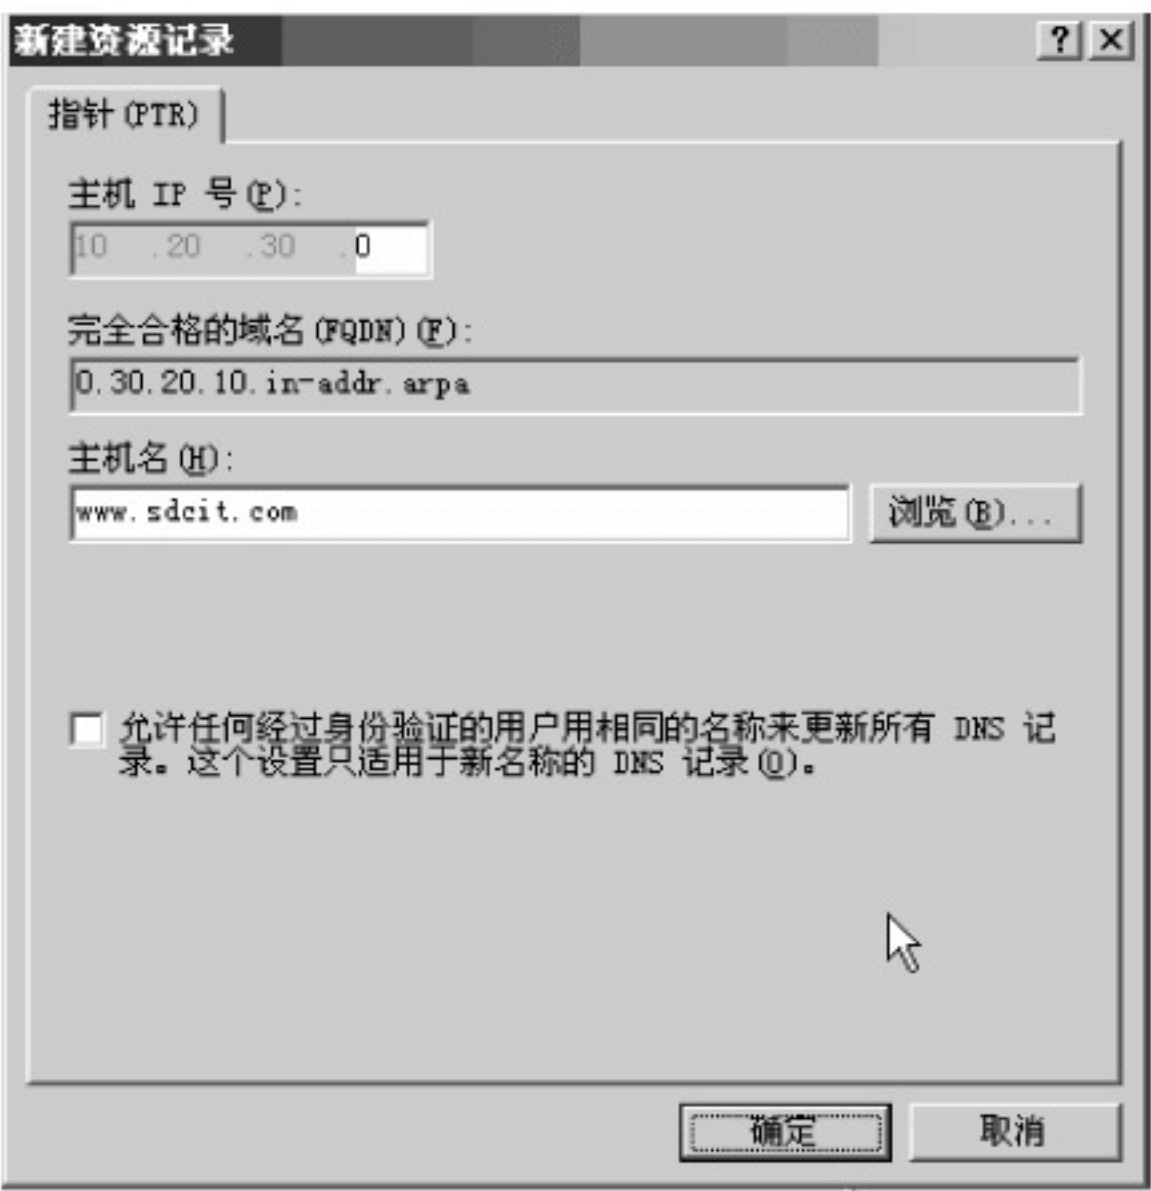 新建资源记录
指针(PTR)
主机 IP 号(P):
10 .20 .30 .0
完全合格的域名(FQDN)(F):
0.30.20.10.in-addr.arpa
主机名(H):
www.sdcit.com
浏览(B)...
允许任何经过身份验证的用户用相同的名称来更新所有 DNS 记
录。这个设置只适用于新名称的 DNS 记录(O)。
确定
取消